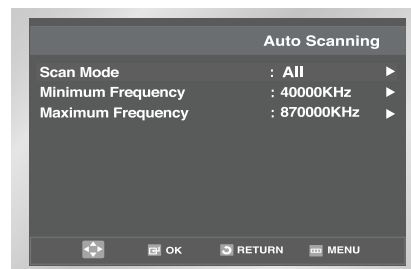 Auto Scanning
Scan Mode : All
Minimum Frequency : 40000KHz
Maximum Frequency : 870000KHz
OK RETURN MENU